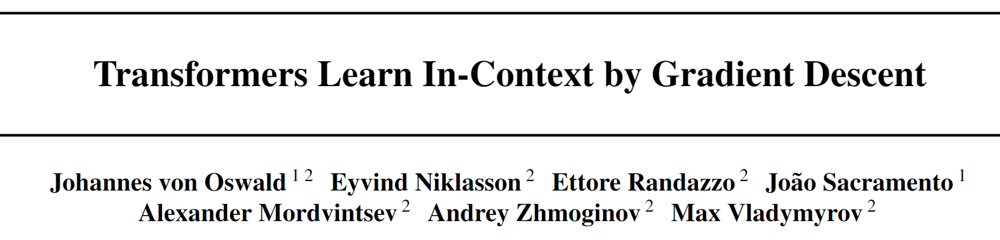 Transformers Learn In-Context by Gradient Descent
Johannes von Oswald 1 2 Eyvind Niklasson 2 Ettore Randazzo 2 João Sacramento 1
Alexander Mordvintsev 2 Andrey Zhmoginov 2 Max Vladymyrov 2